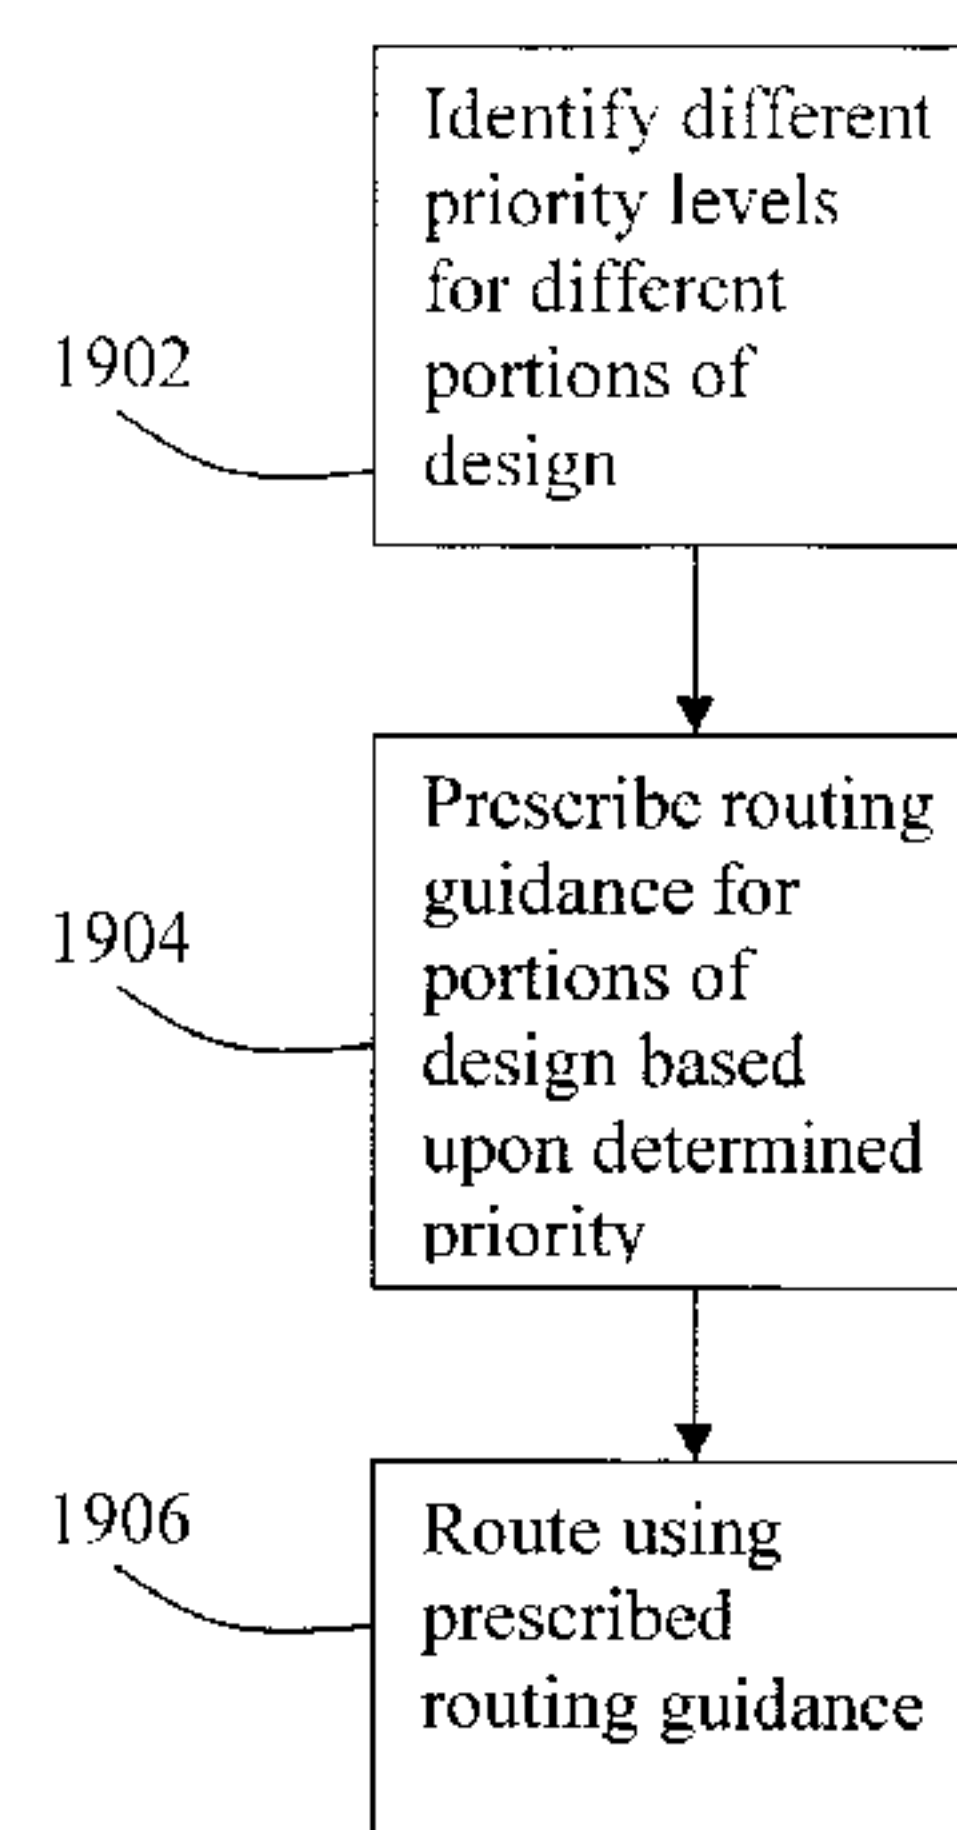 Identify different
priority levels
for different
portions of
design
1902
Prescribe routing
guidance for
portions of
design based
upon determined
priority
1904
Route using
prescribed
routing guidance
1906